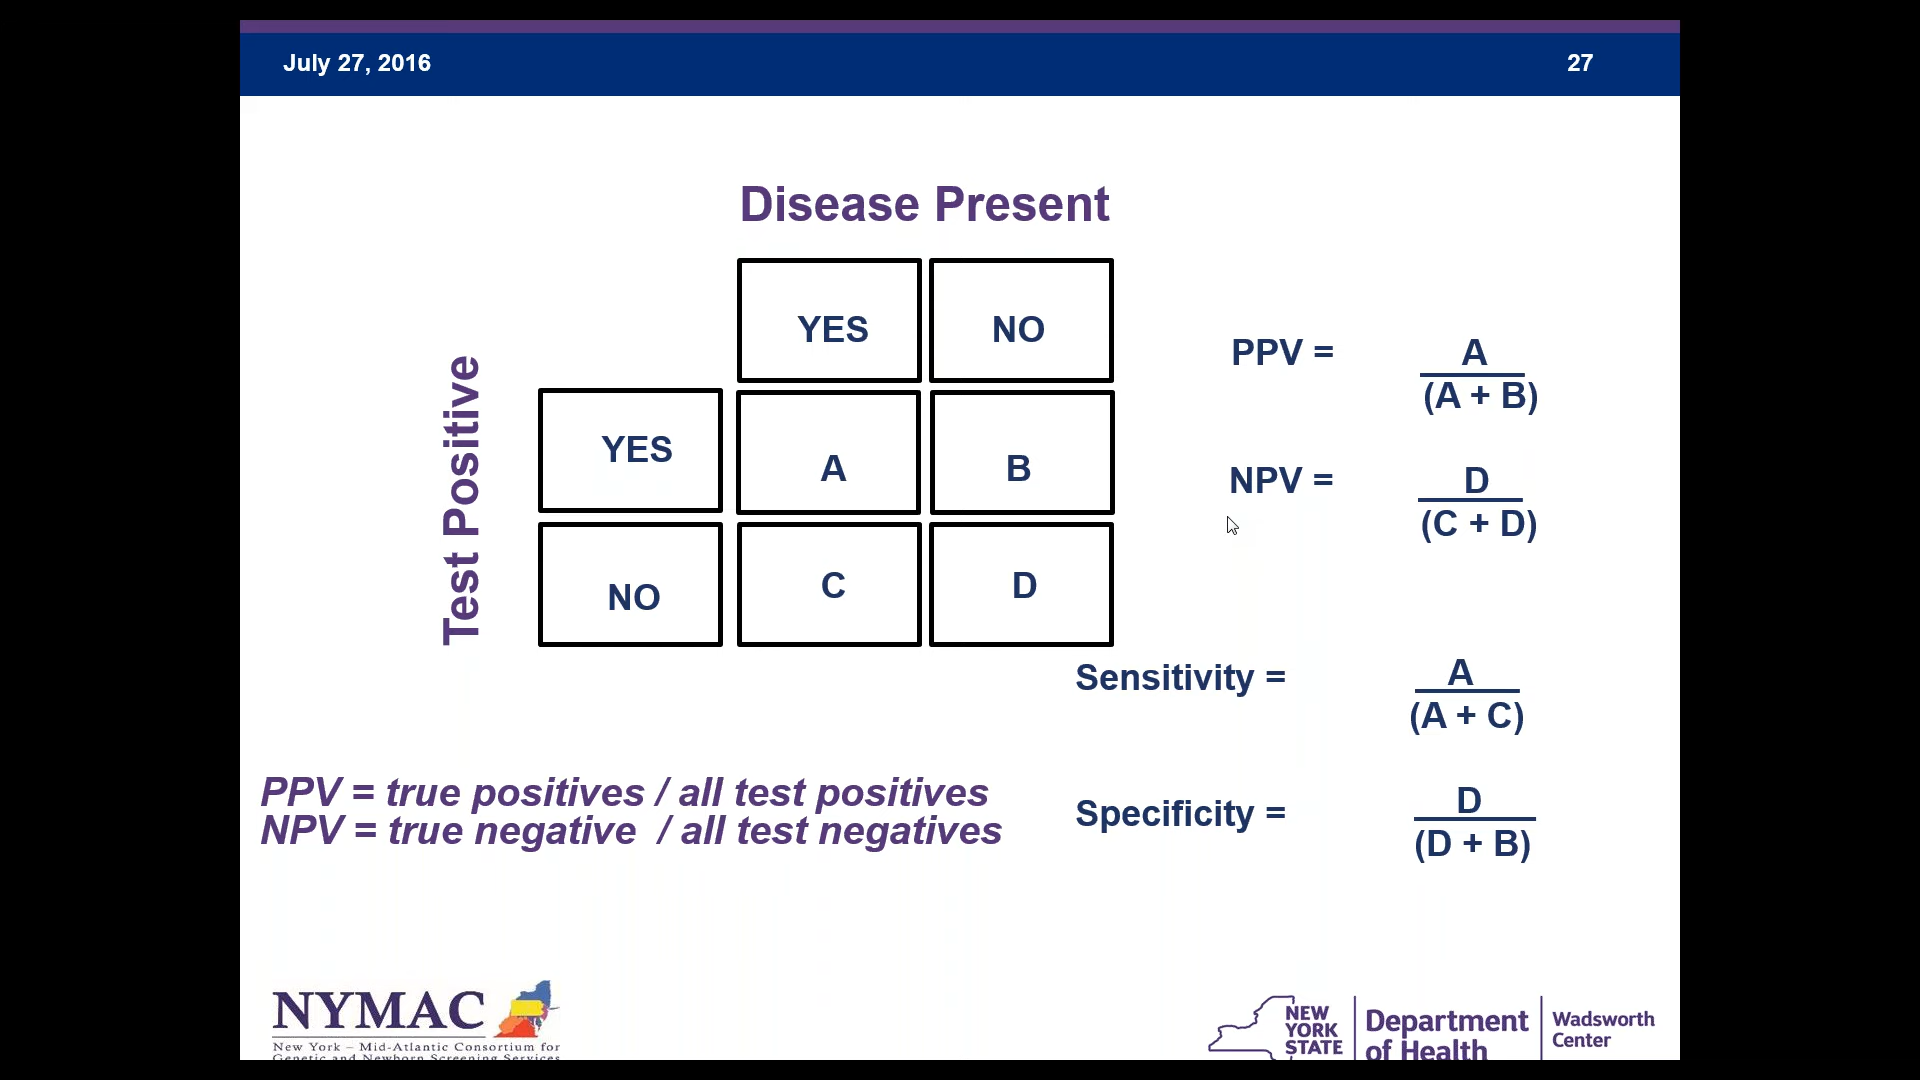 July 27, 2016
27
Disease Present
Test Positive
YES
NO
YES
A
B
NO
C
D
PPV =
A
(A + B)
NPV =
D
(C + D)
Sensitivity =
A
(A + C)
Specificity =
D
(D + B)
PPV = true positives / all test positives
NPV = true negative / all test negatives
NYMAC
New York – Mid-Atlantic Consortium for
Genetic and Newborn Screening Services
NEW
YORK
STATE
Department
of Health
Wadsworth
Center